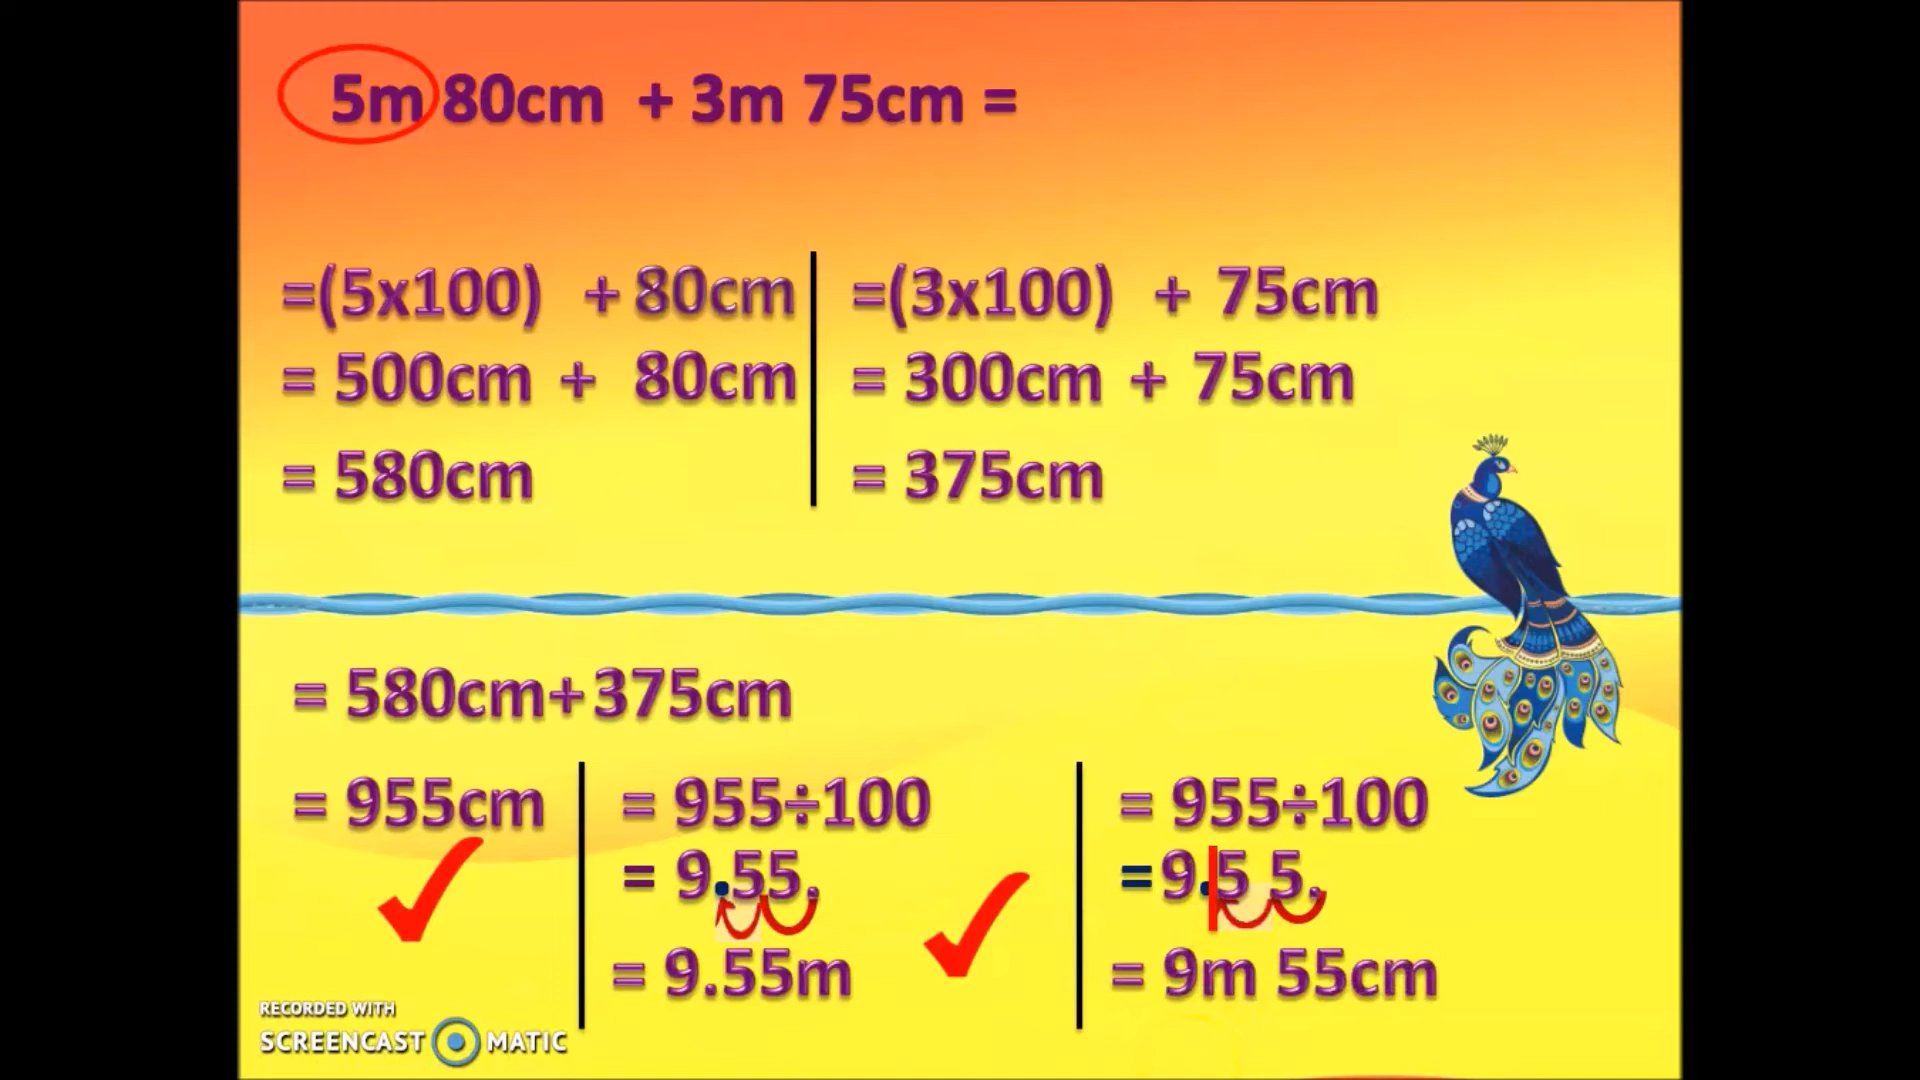 5m 80cm + 3m 75cm =
=(5x100) + 80cm
= 500cm + 80cm
= 580cm
=(3x100) + 75cm
= 300cm + 75cm
= 375cm
= 580cm+375cm
= 955cm
= 955÷100
= 9.55.
= 9.55m
= 955÷100
=9.5 5.
= 9m 55cm
RECORDED WITH
SCREENCAST MATIC